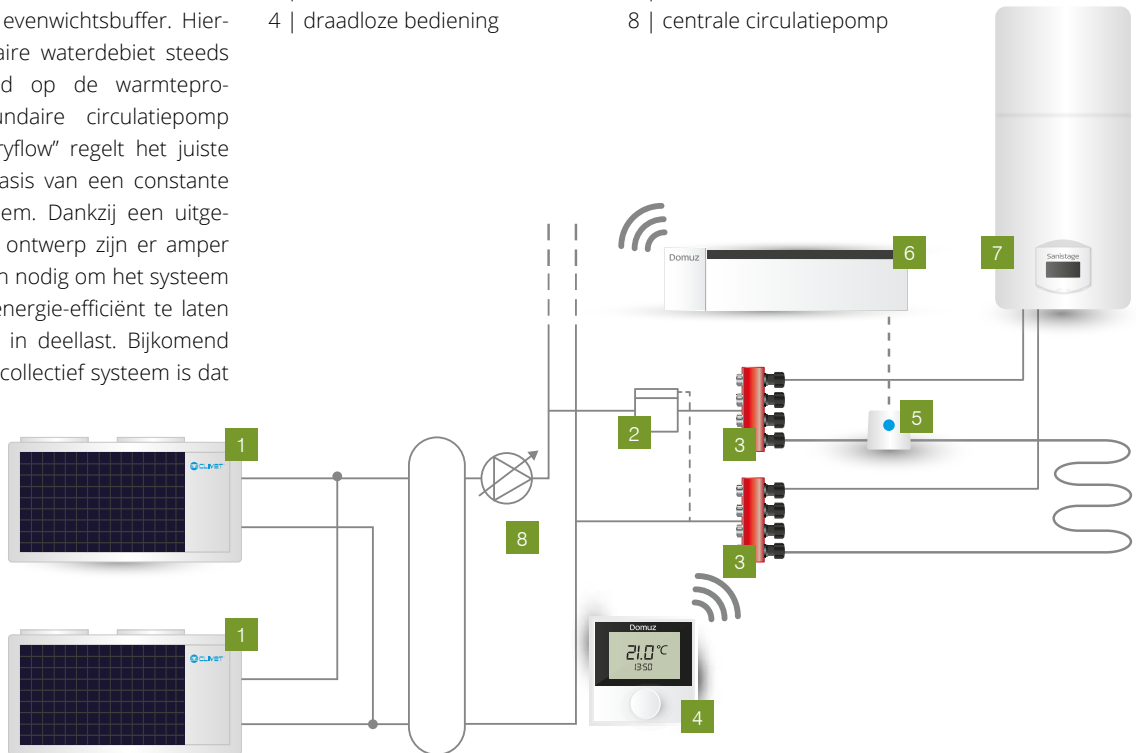 evenwichtsbuffer. Hier-
aire waterdebiet steeds
d op de warmtepro-
undaire circulatiepomp
ryflow” regelt het juiste
asis van een constante
em. Dankzij een uitge-
ontwerp zijn er amper
n nodig om het systeem
energie-efficiënt te laten
in deellast. Bijkomend
collectief systeem is dat
4 | draadloze bediening
8 | centrale circulatiepomp
Domuz
6
7
Sanistage
2
3
5
1
CLIVET
8
3
1
CLIVET
Domuz
21.0°C
13:50
4